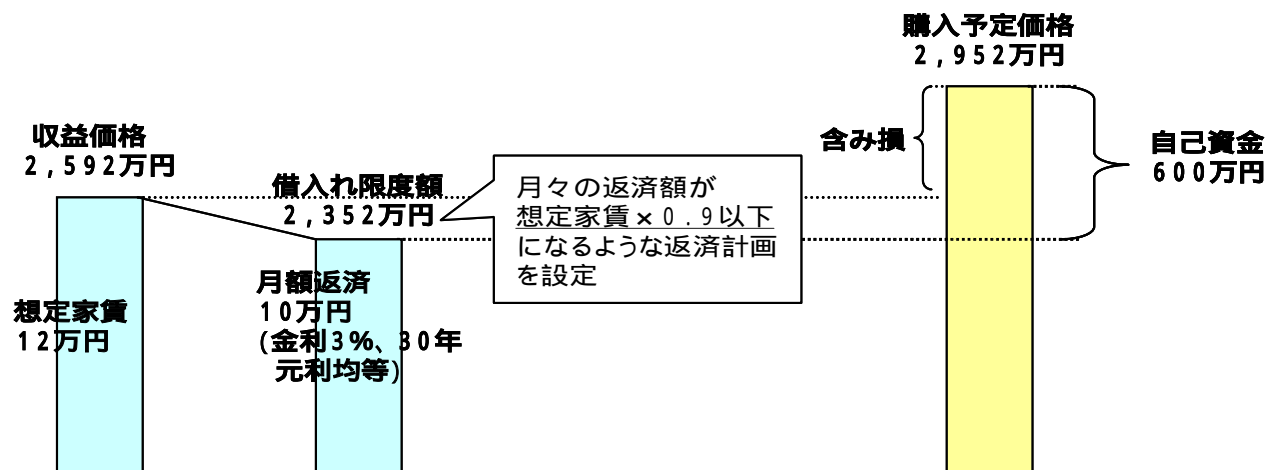 購入予定価格
2,952万円
収益価格
2,592万円
含み損
自己資金
600万円
借入れ限度額
2,352万円
月々の返済額が
想定家賃×0.9以下
になるような返済計画
を設定
想定家賃
12万円
月額返済
10万円
(金利3%、30年
元利均等)